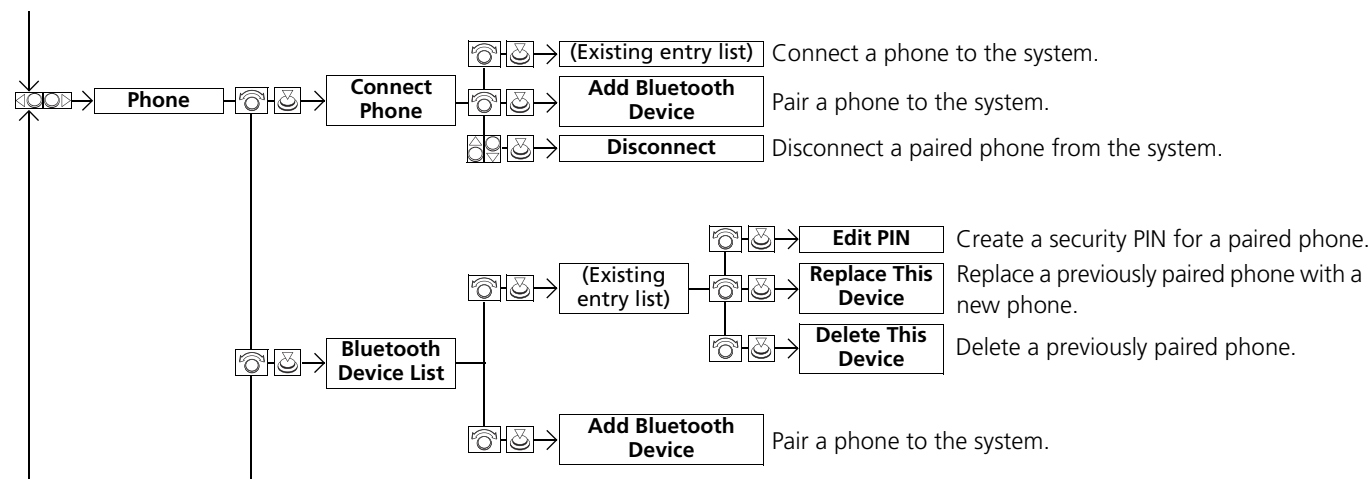 (Existing entry list) Connect a phone to the system.
Phone
Connect
Phone
Add Bluetooth
Device
Pair a phone to the system.
Disconnect Disconnect a paired phone from the system.
Edit PIN Create a security PIN for a paired phone.
(Existing
entry list)
Replace This
Device
Replace a previously paired phone with a
new phone.
Delete This
Device
Delete a previously paired phone.
Bluetooth
Device List
Add Bluetooth
Device
Pair a phone to the system.